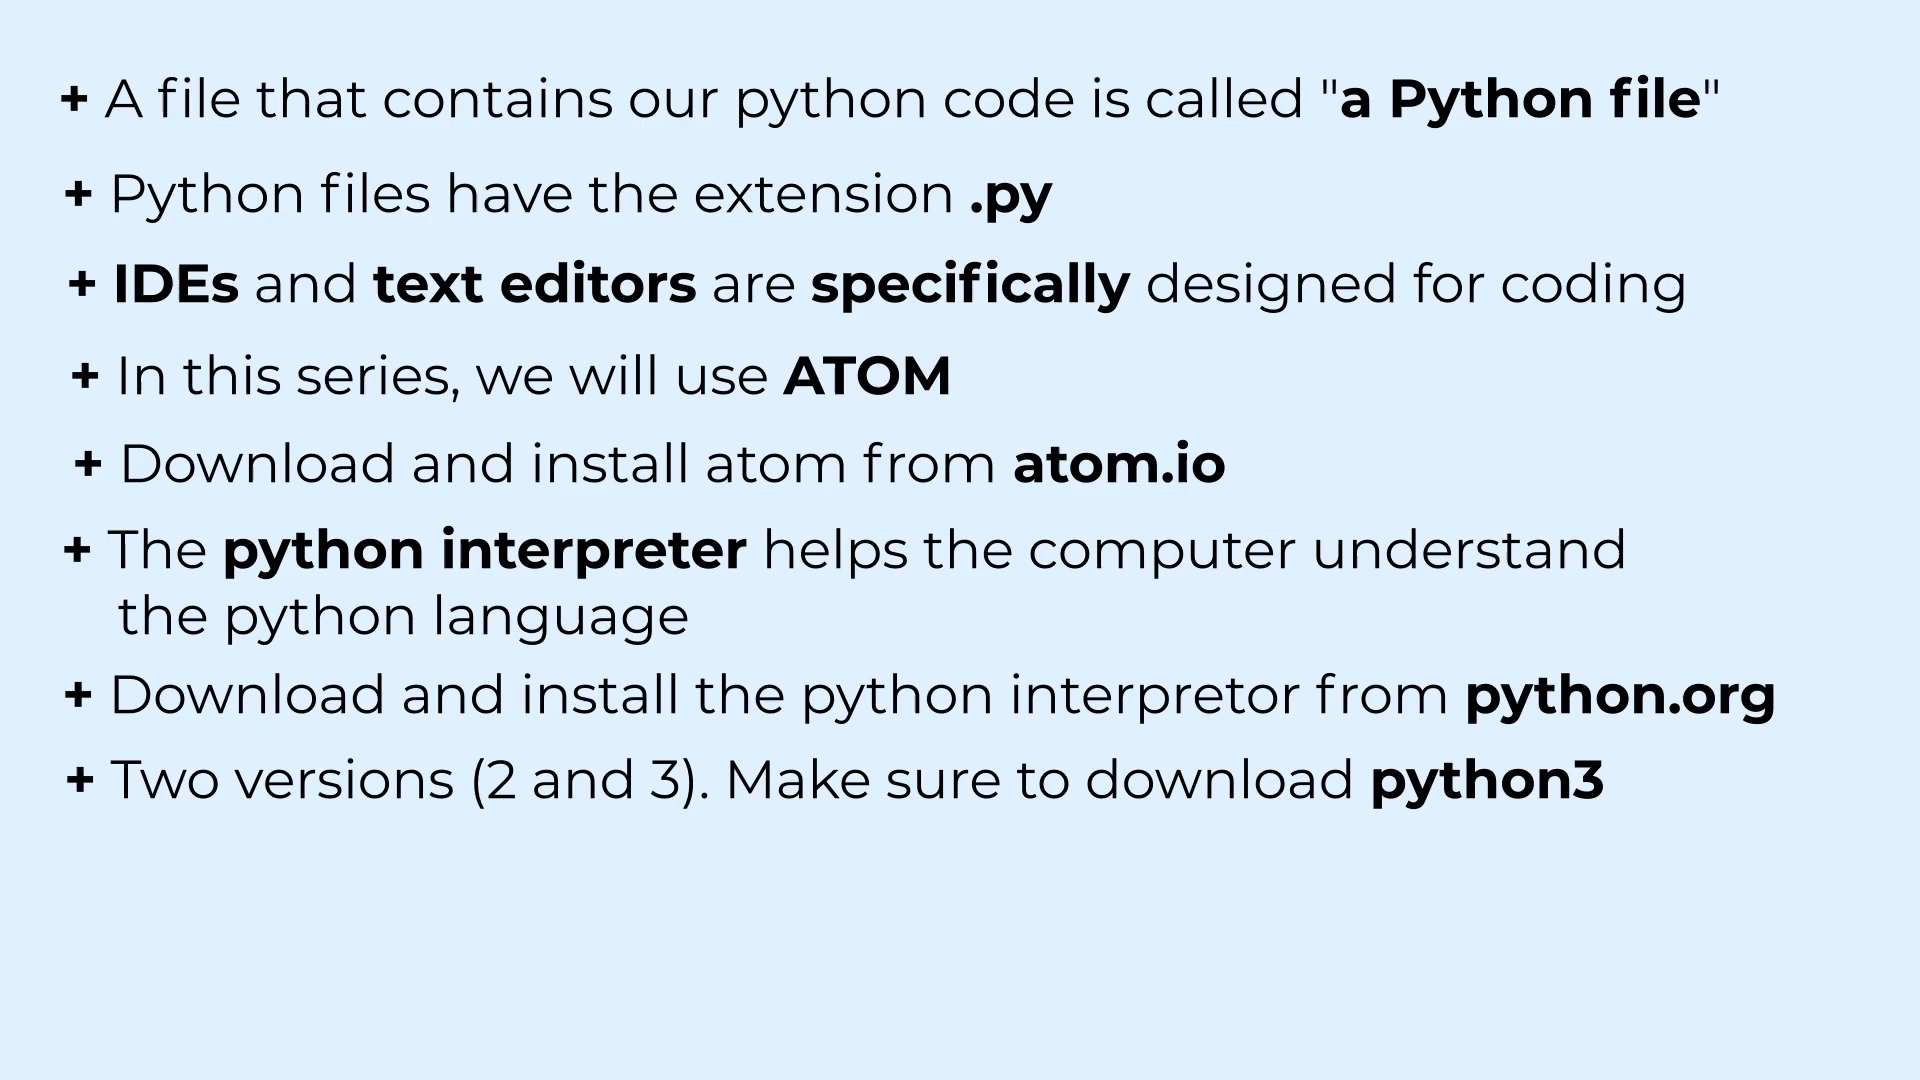 + A file that contains our python code is called "a Python file"
+ Python files have the extension .py
+ IDEs and text editors are specifically designed for coding
+ In this series, we will use ATOM
+ Download and install atom from atom.io
+ The python interpreter helps the computer understand
the python language
+ Download and install the python interpretor from python.org
+ Two versions (2 and 3). Make sure to download python3